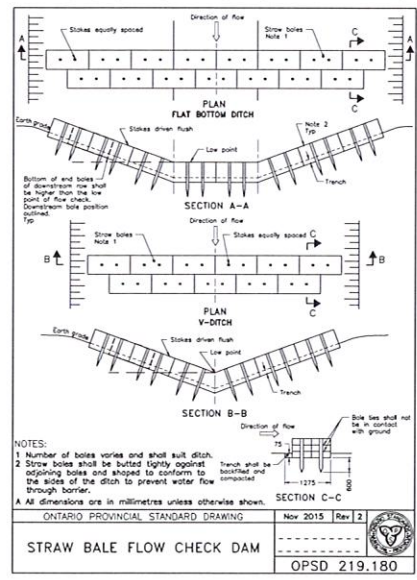 Direction of flow
Stakes equally spaced
Straw bales
Note 1
C
A
A
C
PLAN
FLAT BOTTOM DITCH
Earth grade
Stakes driven flush
Low point
Note 2
Typ
Trench
Bottom of end bales
of downstream row shall
be higher than the low
point of flow check.
Downstream bale position
outlined.
Typ
SECTION A-A
Direction of flow
Straw bales
Note 1
Stakes equally spaced
C
B
B
C
PLAN
V-DITCH
Earth grade
Stakes driven flush
Low point
Trench
SECTION B-B
Direction of flow
Bale ties shall not
be in contact
with ground
75
Trench shall be
backfilled and
compacted
1275
600
SECTION C-C
NOTES:
1 Number of bales varies and shall suit ditch.
2 Straw bales shall be butted tightly against
adjoining bales and shaped to conform to
the sides of the ditch to prevent water flow
through barrier.
A All dimensions are in millimetres unless otherwise shown.
ONTARIO PROVINCIAL STANDARD DRAWING
Nov 2015
Rev 2
STRAW BALE FLOW CHECK DAM
OPSD 219.180